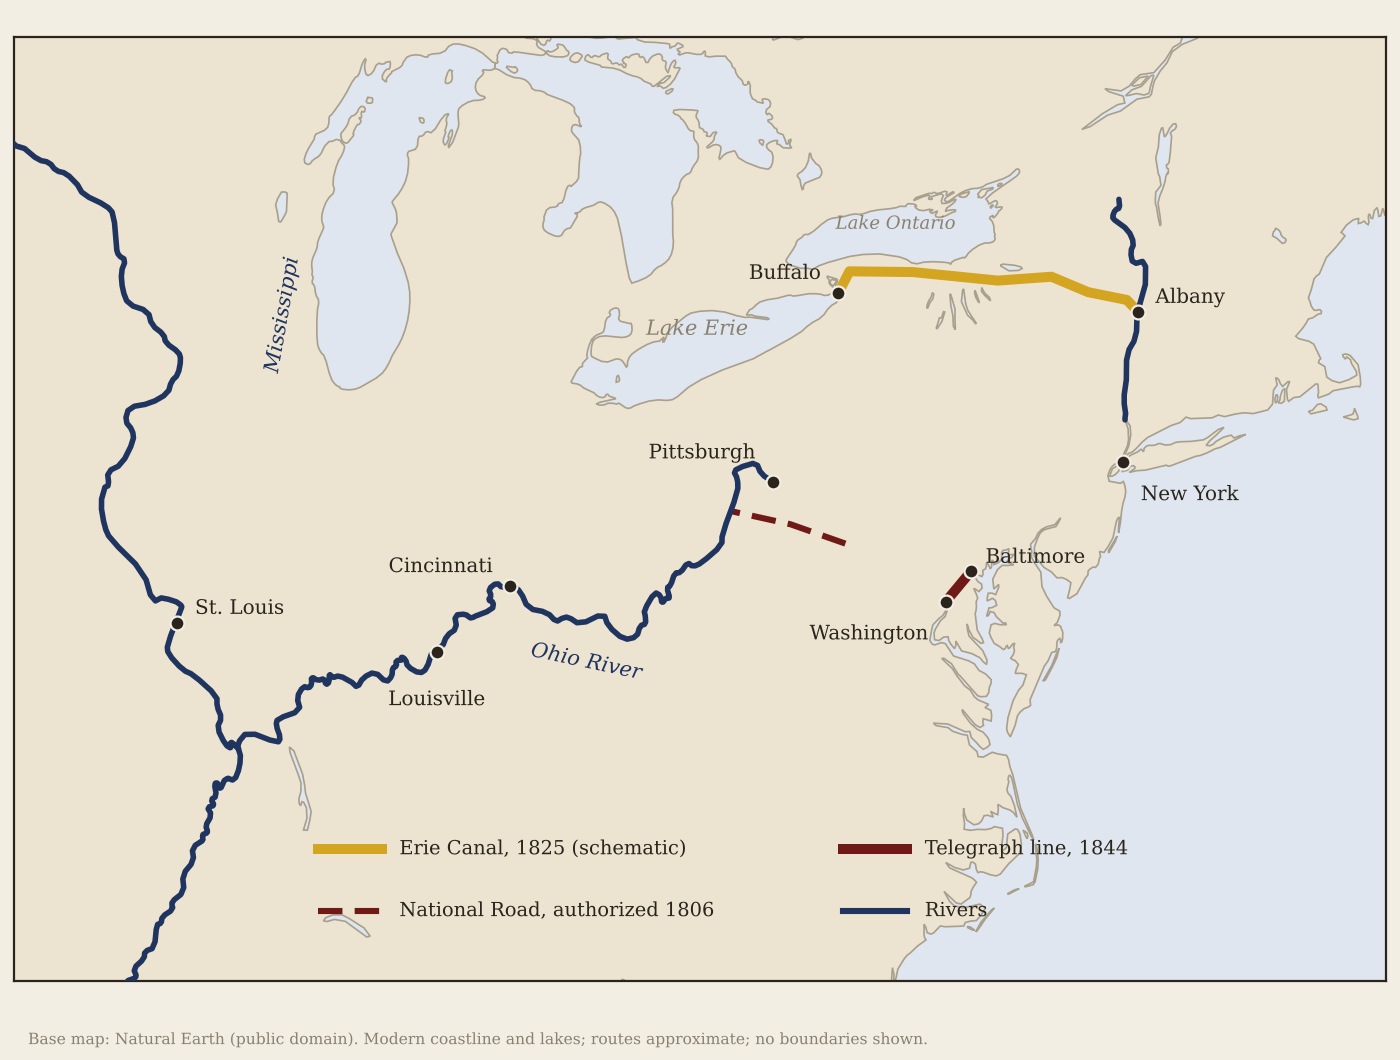 Lake Ontario
Buffalo
Albany
Mississippi
Lake Erie
Pittsburgh
New York
Cincinnati
Baltimore
St. Louis
Washington
Ohio River
Louisville
Erie Canal, 1825 (schematic)
Telegraph line, 1844
National Road, authorized 1806
Rivers
Base map: Natural Earth (public domain). Modern coastline and lakes; routes approximate; no boundaries shown.